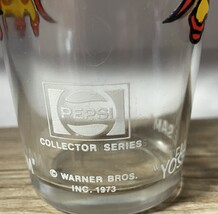 PEPSI
COLLECTOR SERIES
© WARNER BROS.
INC. 1973